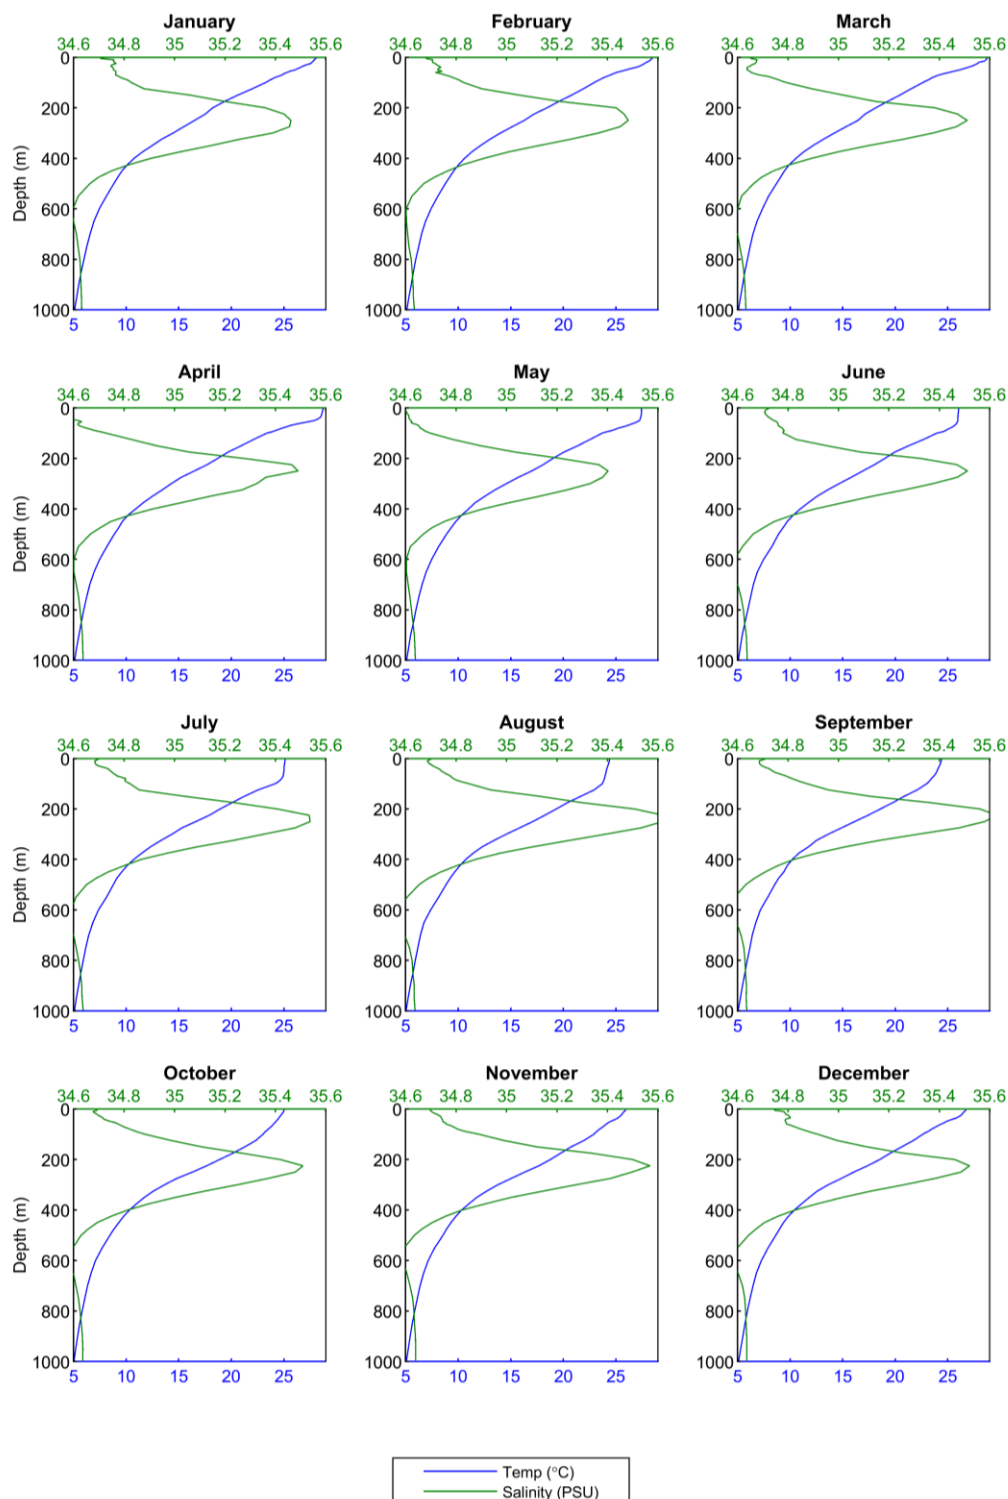 January February March
34.6 34.8 35 35.2 35.4 35.6 34.6 34.8 35 35.2 35.4 35.6 34.6 34.8 35 35.2 35.4 35.6
0 0 0
200 200 200
400 400 400
Depth (m)
600 600 600
800 800 800
1000 1000 1000
5 10 15 20 25 5 10 15 20 25 5 10 15 20 25
April May June
34.6 34.8 35 35.2 35.4 35.6 34.6 34.8 35 35.2 35.4 35.6 34.6 34.8 35 35.2 35.4 35.6
0 0 0
200 200 200
400 400 400
Depth (m)
600 600 600
800 800 800
1000 1000 1000
5 10 15 20 25 5 10 15 20 25 5 10 15 20 25
July August September
34.6 34.8 35 35.2 35.4 35.6 34.6 34.8 35 35.2 35.4 35.6 34.6 34.8 35 35.2 35.4 35.6
0 0 0
200 200 200
400 400 400
Depth (m)
600 600 600
800 800 800
1000 1000 1000
5 10 15 20 25 5 10 15 20 25 5 10 15 20 25
October November December
34.6 34.8 35 35.2 35.4 35.6 34.6 34.8 35 35.2 35.4 35.6 34.6 34.8 35 35.2 35.4 35.6
0 0 0
200 200 200
400 400 400
Depth (m)
600 600 600
800 800 800
1000 1000 1000
5 10 15 20 25 5 10 15 20 25 5 10 15 20 25
Temp (°C)
Salinity (PSU)